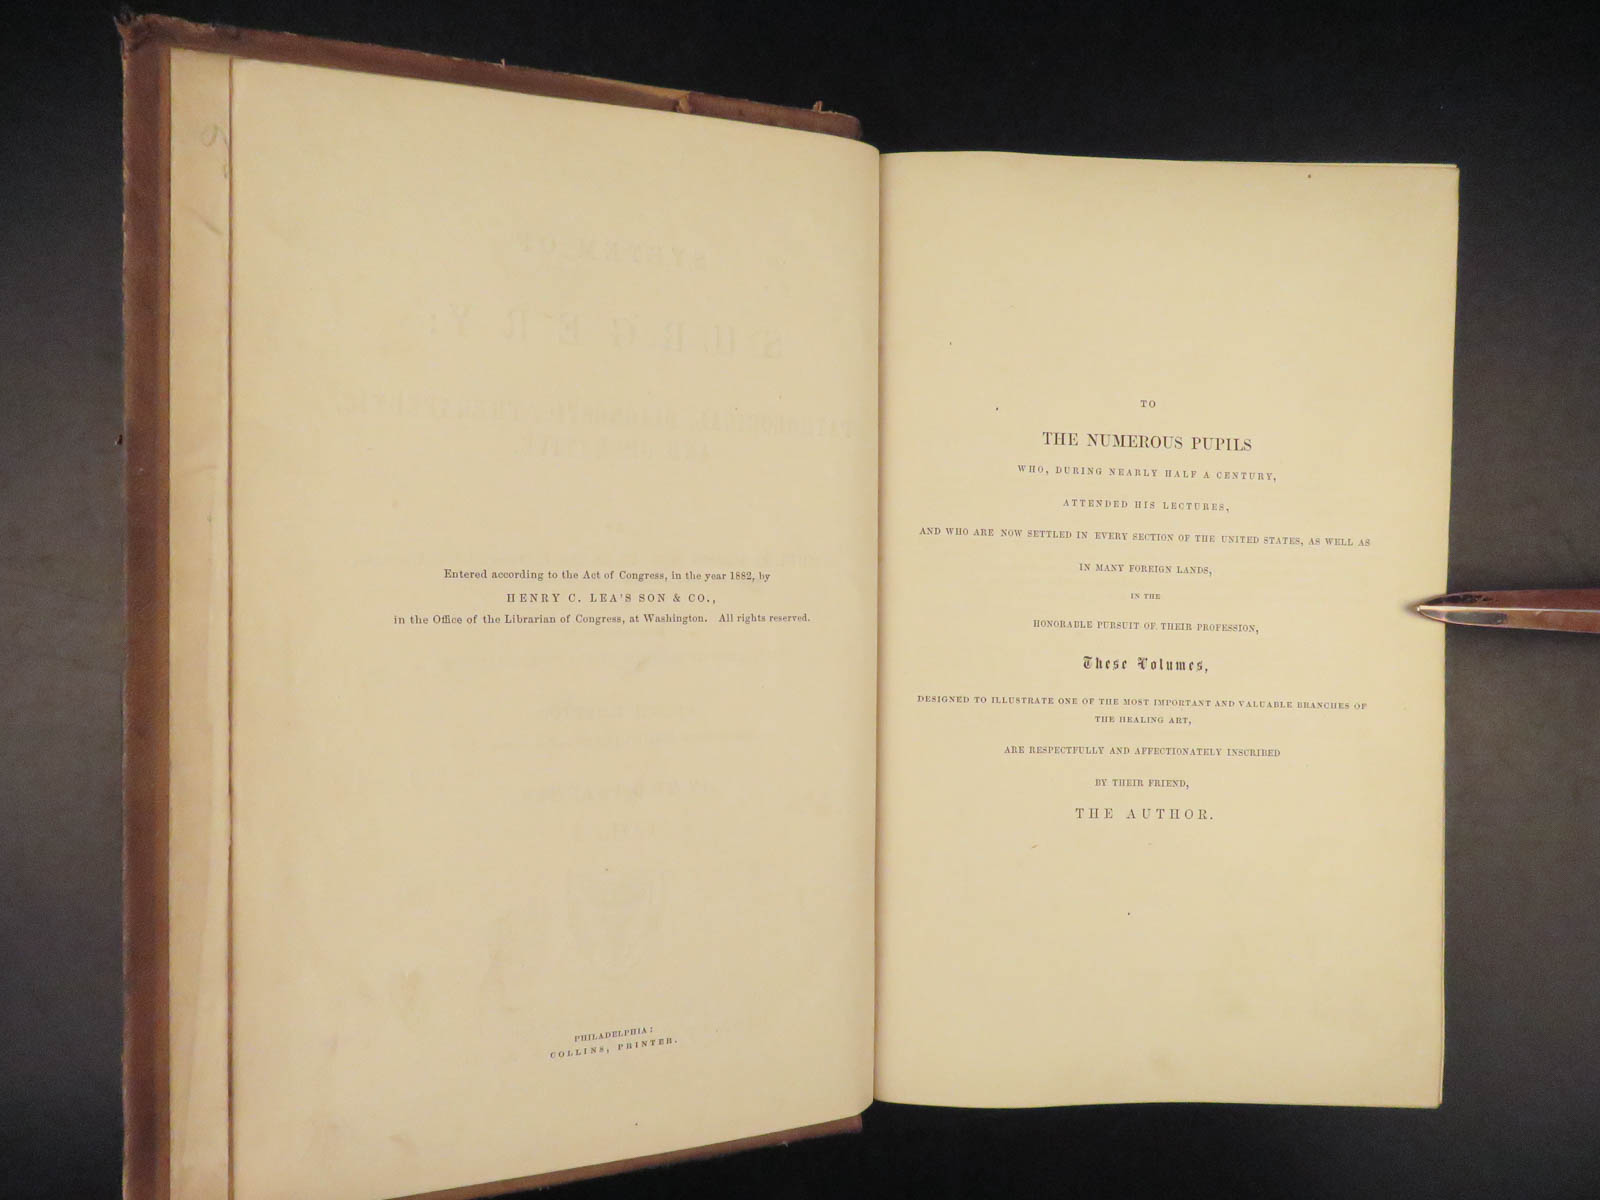 Entered according to the Act of Congress, in the year 1882, by
HENRY C. LEA'S SON & CO.,
in the Office of the Librarian of Congress, at Washington. All rights reserved.
PHILADELPHIA:
COLLINS, PRINTER.
TO
THE NUMEROUS PUPILS
WHO, DURING NEARLY HALF A CENTURY,
ATTENDED HIS LECTURES,
AND WHO ARE NOW SETTLED IN EVERY SECTION OF THE UNITED STATES, AS WELL AS
IN MANY FOREIGN LANDS,
IN THE
HONORABLE PURSUIT OF THEIR PROFESSION,
These Volumes,
DESIGNED TO ILLUSTRATE ONE OF THE MOST IMPORTANT AND VALUABLE BRANCHES OF
THE HEALING ART,
ARE RESPECTFULLY AND AFFECTIONATELY INSCRIBED
BY THEIR FRIEND,
THE AUTHOR.